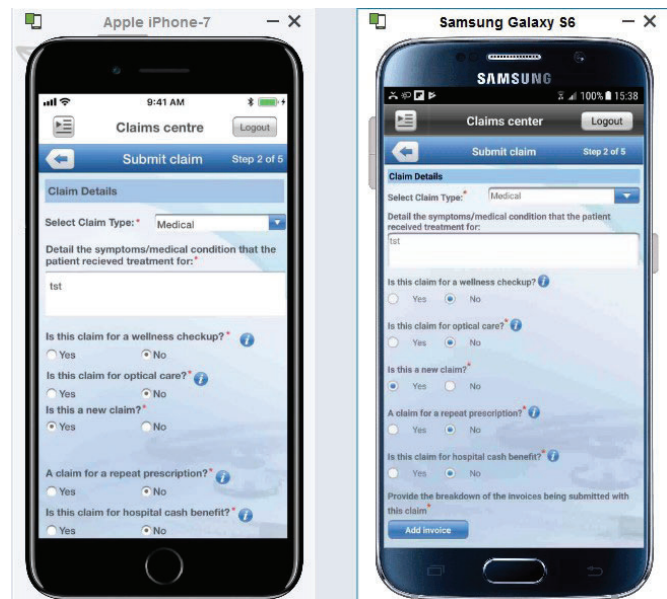 Apple iPhone-7
9:41 AM
Claims centre
Logout
Submit claim
Step 2 of 5
Claim Details
Select Claim Type:*
Medical
Detail the symptoms/medical condition that the
patient recieved treatment for:*
tst
Is this claim for a wellness checkup?*
Yes
No
Is this claim for optical care?*
Yes
No
Is this a new claim?*
Yes
No
A claim for a repeat prescription?*
Yes
No
Is this claim for hospital cash benefit?*
Yes
No
Samsung Galaxy S6
SAMSUNG
100% 15:38
Claims center
Logout
Submit claim
Step 2 of 5
Claim Details
Select Claim Type:*
Medical
Detail the symptoms/medical condition that the patient
received treatment for:
tst
Is this claim for a wellness checkup?
Yes
No
Is this claim for optical care?*
Yes
No
Is this a new claim?*
Yes
No
A claim for a repeat prescription?*
Yes
No
Is this claim for hospital cash benefit?*
Yes
No
Provide the breakdown of the invoices being submitted with
this claim*
Add invoice